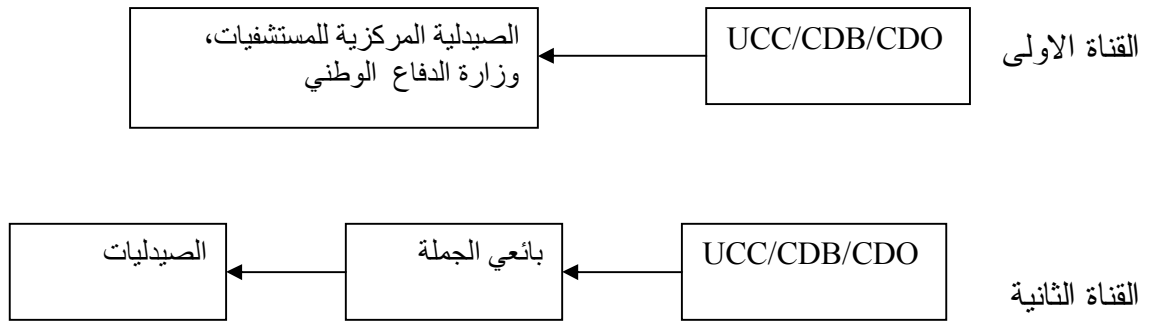 القناة الاولى
UCC/CDB/CDO
الصيدلية المركزية للمستشفيات،
وزارة الدفاع الوطني
القناة الثانية
UCC/CDB/CDO
بائعي الجملة
الصيدليات